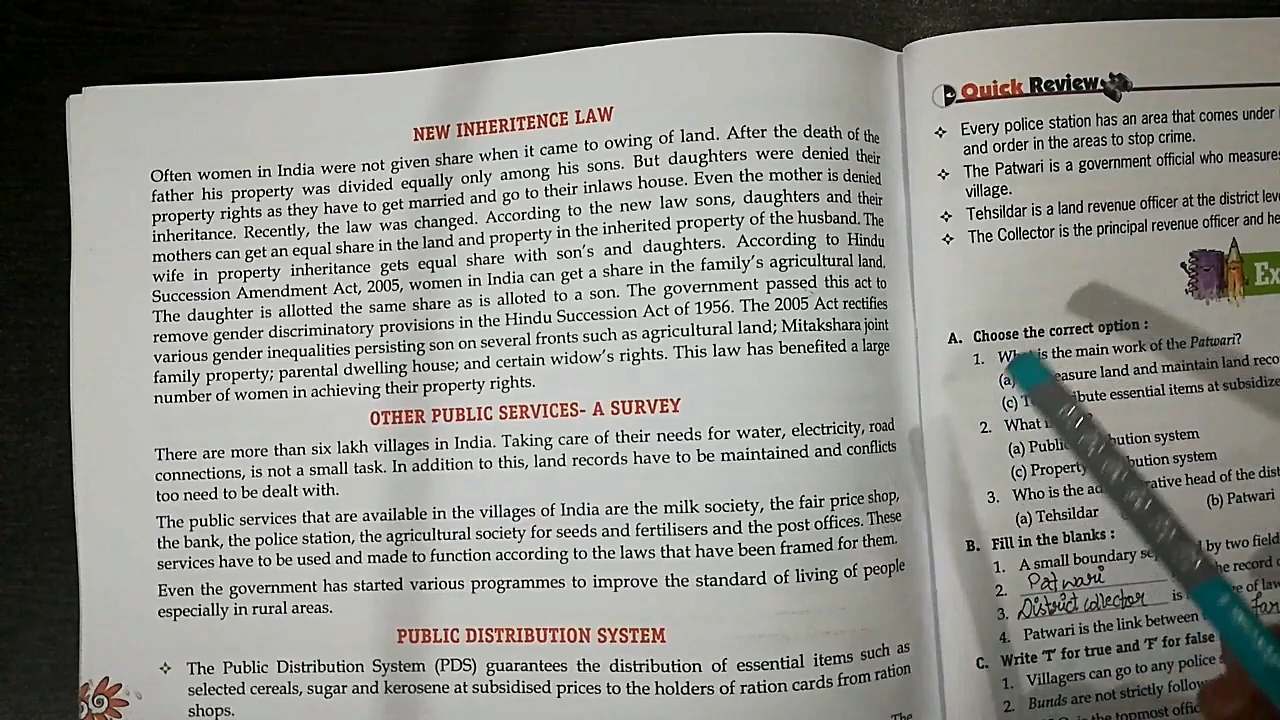 NEW INHERITENCE LAW
Often women in India were not given share when it came to owing of land. After the death of the
father his property was divided equally only among his sons. But daughters were denied their
property rights as they have to get married and go to their inlaws house. Even the mother is denied
inheritance. Recently, the law was changed. According to the new law sons, daughters and their
mothers can get an equal share in the land and property in the inherited property of the husband. The
wife in property inheritance gets equal share with son's and daughters. According to Hindu
Succession Amendment Act, 2005, women in India can get a share in the family's agricultural land.
The daughter is allotted the same share as is alloted to a son. The government passed this act to
remove gender discriminatory provisions in the Hindu Succession Act of 1956. The 2005 Act rectifies
various gender inequalities persisting son on several fronts such as agricultural land; Mitakshara joint
family property; parental dwelling house; and certain widow's rights. This law has benefited a large
number of women in achieving their property rights.
OTHER PUBLIC SERVICES- A SURVEY
There are more than six lakh villages in India. Taking care of their needs for water, electricity, road
connections, is not a small task. In addition to this, land records have to be maintained and conflicts
too need to be dealt with.
The public services that are available in the villages of India are the milk society, the fair price shop,
the bank, the police station, the agricultural society for seeds and fertilisers and the post offices. These
services have to be used and made to function according to the laws that have been framed for them.
Even the government has started various programmes to improve the standard of living of people
especially in rural areas.
PUBLIC DISTRIBUTION SYSTEM
❖ The Public Distribution System (PDS) guarantees the distribution of essential items such as
selected cereals, sugar and kerosene at subsidised prices to the holders of ration cards from ration
shops.
The
Quick Review
❖ Every police station has an area that comes under
and order in the areas to stop crime.
❖ The Patwari is a government official who measures
village.
❖ Tehsildar is a land revenue officer at the district
❖ The Collector is the principal revenue officer and
A. Choose the correct option :
1. is the main work of the Patwari?
(a) land and maintain land
(c) essential items at
2. What
(a) system
(c) Property system
3. Who is the head of the
(a) Tehsildar (b) Patwari
B. Fill in the blanks :
1. A small boundary by two
2. Patwari record
3. District collector is of
4. Patwari is the link between
C. Write 'T' for true and 'F' for false
1. Villagers can go to any police
2. Bunds are not strictly
the topmost